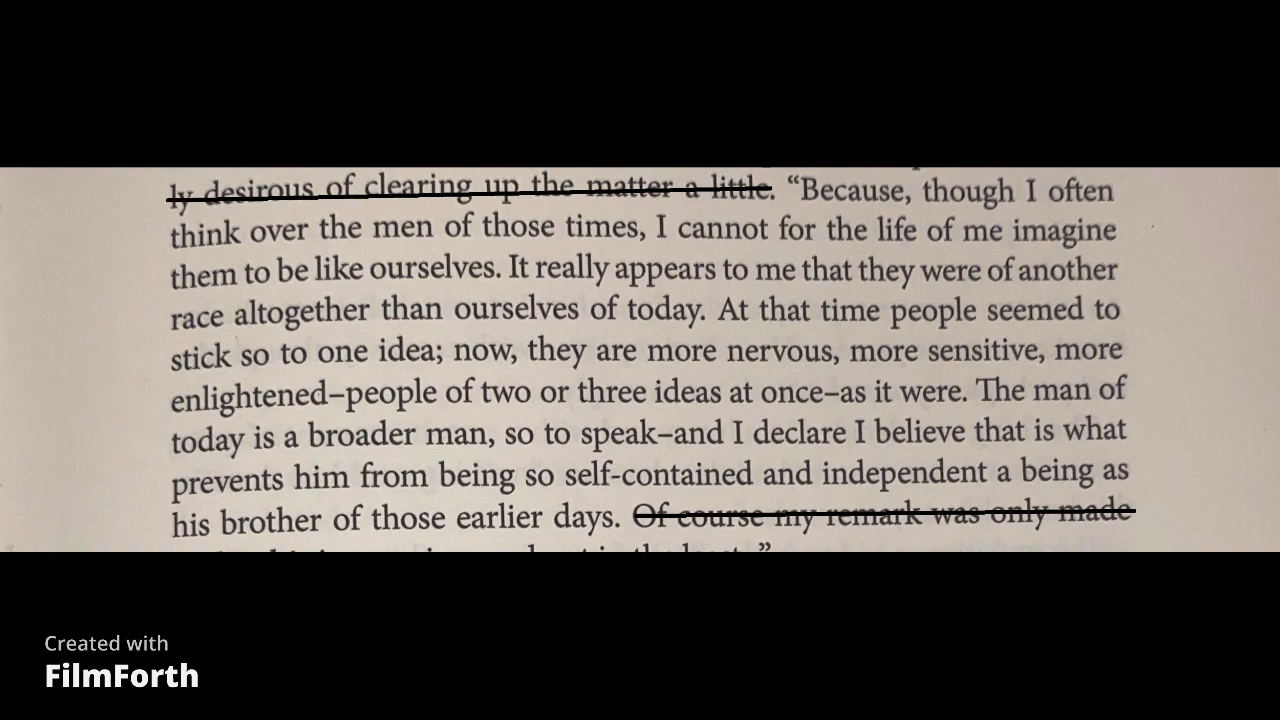 ly desirous of clearing up the matter a little. “Because, though I often
think over the men of those times, I cannot for the life of me imagine
them to be like ourselves. It really appears to me that they were of another
race altogether than ourselves of today. At that time people seemed to
stick so to one idea; now, they are more nervous, more sensitive, more
enlightened–people of two or three ideas at once–as it were. The man of
today is a broader man, so to speak–and I declare I believe that is what
prevents him from being so self-contained and independent a being as
his brother of those earlier days. Of course my remark was only made
Created with
FilmForth